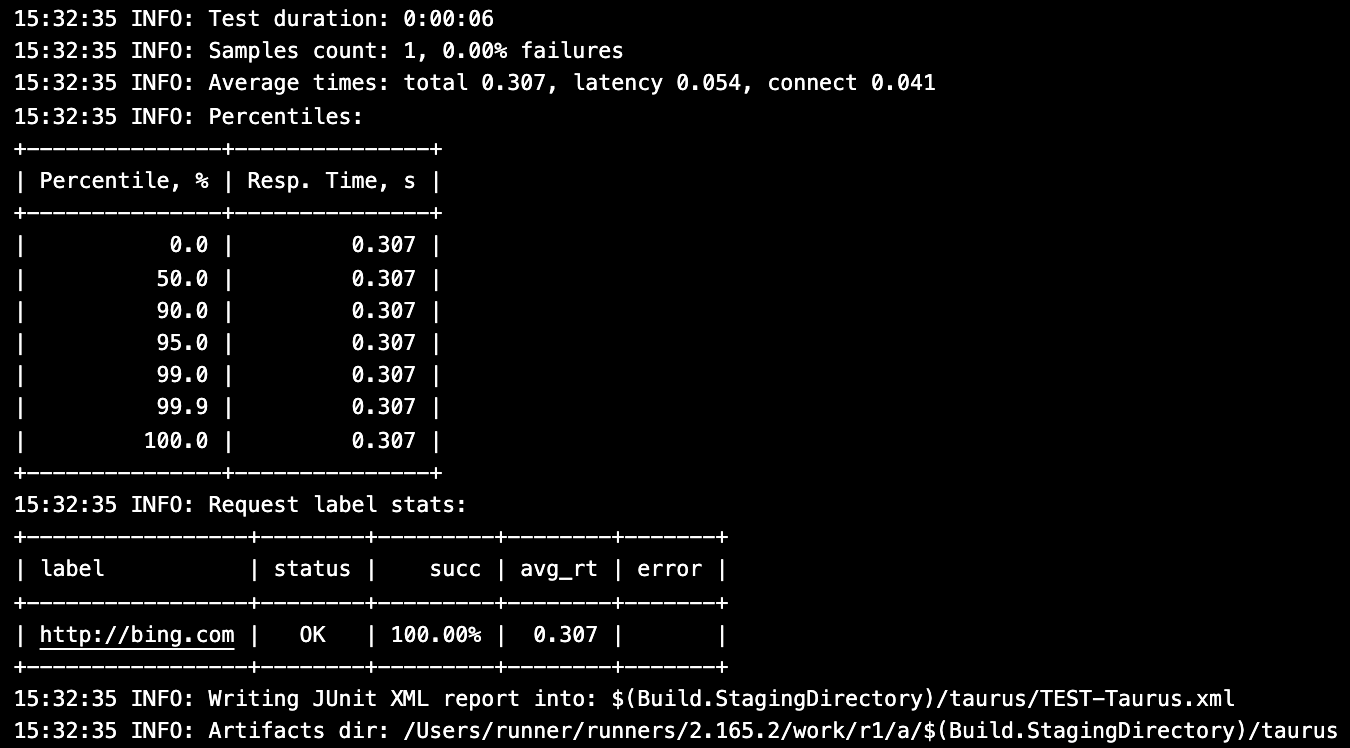 15:32:35 INFO: Test duration: 0:00:06
15:32:35 INFO: Samples count: 1, 0.00% failures
15:32:35 INFO: Average times: total 0.307, latency 0.054, connect 0.041
15:32:35 INFO: Percentiles:
+---------------+---------------+
| Percentile, % | Resp. Time, s |
+---------------+---------------+
|           0.0 |         0.307 |
|          50.0 |         0.307 |
|          90.0 |         0.307 |
|          95.0 |         0.307 |
|          99.0 |         0.307 |
|          99.9 |         0.307 |
|         100.0 |         0.307 |
+---------------+---------------+
15:32:35 INFO: Request label stats:
+-----------------+--------+---------+--------+-------+
| label           | status |    succ | avg_rt | error |
+-----------------+--------+---------+--------+-------+
| http://bing.com |   OK   | 100.00% |  0.307 |       |
+-----------------+--------+---------+--------+-------+
15:32:35 INFO: Writing JUnit XML report into: $(Build.StagingDirectory)/taurus/TEST-Taurus.xml
15:32:35 INFO: Artifacts dir: /Users/runner/runners/2.165.2/work/r1/a/$(Build.StagingDirectory)/taurus